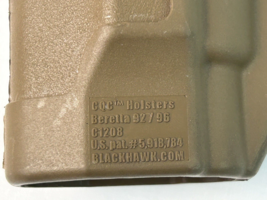 CQC™ Holsters
Beretta 92 / 96
C1208
U.S. pat. # 5,918,784
BLACKHAWK.COM